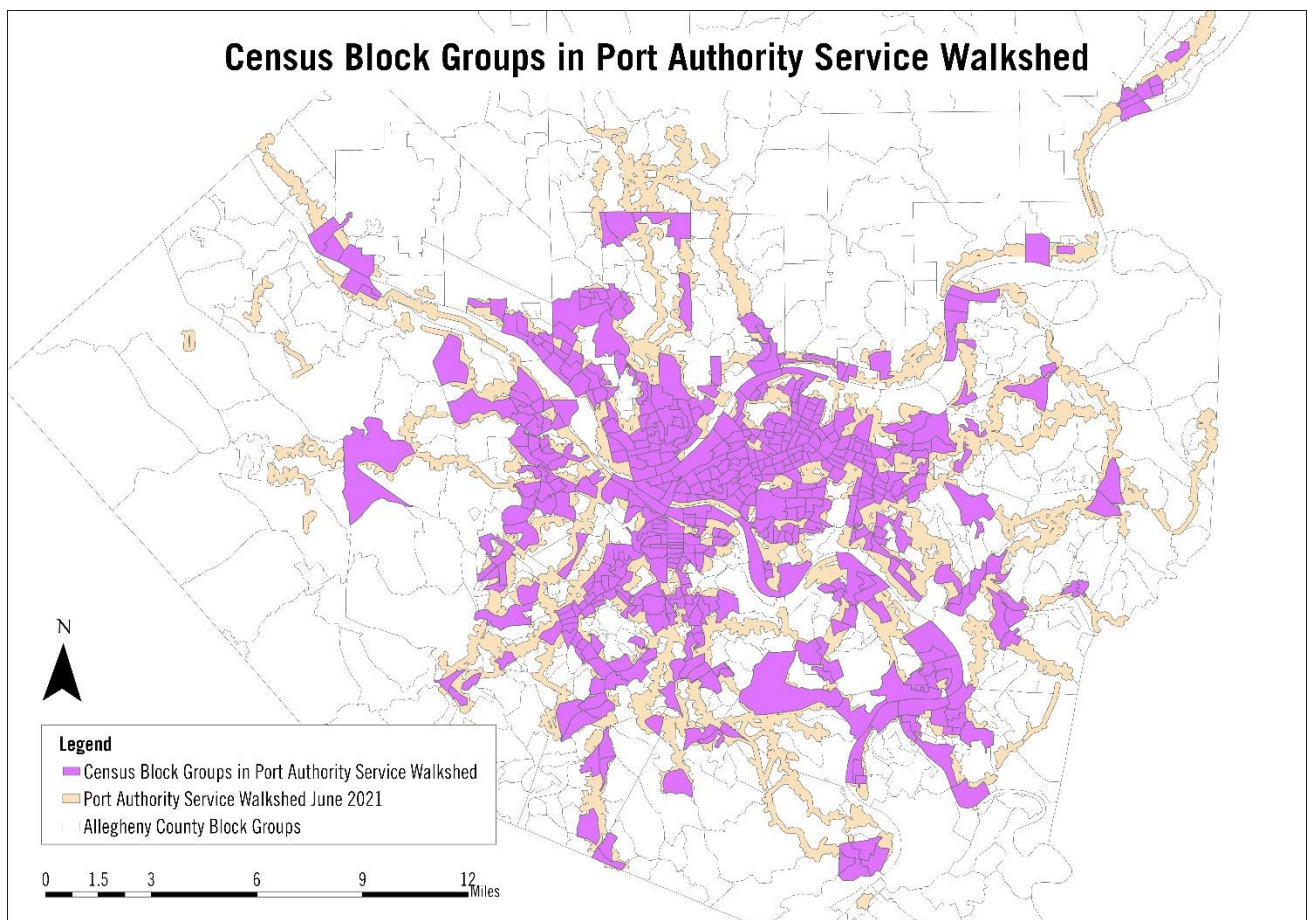 Census Block Groups in Port Authority Service Walkshed
N
Legend
Census Block Groups in Port Authority Service Walkshed
Port Authority Service Walkshed June 2021
Allegheny County Block Groups
0 1.5 3 6 9 12
Miles